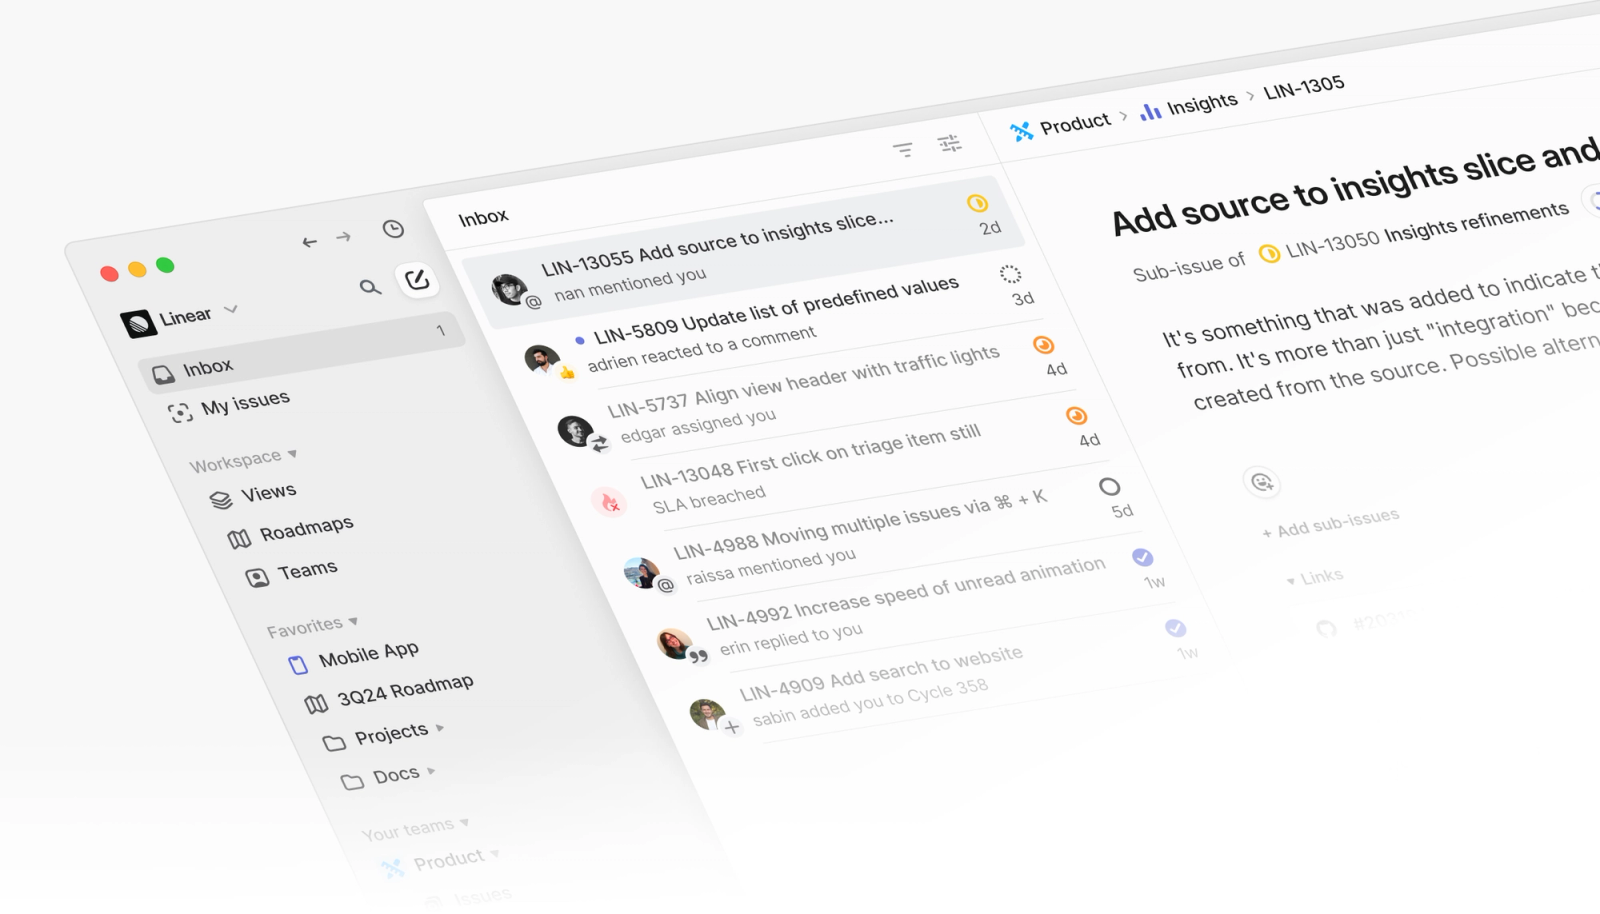 Linear
Inbox
1
My issues
Workspace
Views
Roadmaps
Teams
Favorites
Mobile App
3Q24 Roadmap
Projects
Docs
Your teams
Product
Issues
Inbox
LIN-13055 Add source to insights slice...
nan mentioned you
2d
LIN-5809 Update list of predefined values
adrien reacted to a comment
3d
LIN-5737 Align view header with traffic lights
edgar assigned you
4d
LIN-13048 First click on triage item still
SLA breached
4d
LIN-4988 Moving multiple issues via ⌘ + K
raissa mentioned you
5d
LIN-4992 Increase speed of unread animation
erin replied to you
1w
LIN-4909 Add search to website
sabin added you to Cycle 358
1w
Product › Insights › LIN-1305
Add source to insights slice and
Sub-issue of LIN-13050 Insights refinements
It's something that was added to indicate
from. It's more than just "integration"
created from the source. Possible
+ Add sub-issues
Links